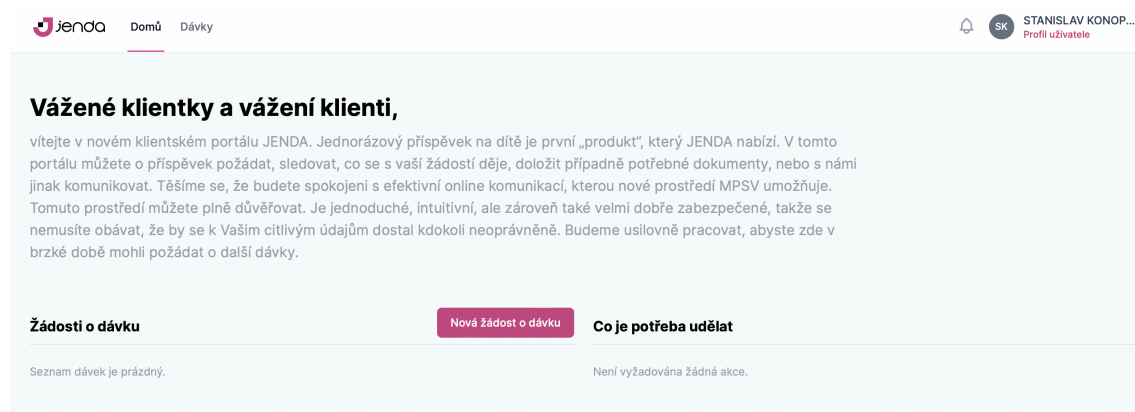 jenda
Domů
Dávky
SK
STANISLAV KONOP...
Profil uživatele
Vážené klientky a vážení klienti,
vítejte v novém klientském portálu JENDA. Jednorázový příspěvek na dítě je první „produkt“, který JENDA nabízí. V tomto
portálu můžete o příspěvek požádat, sledovat, co se s vaší žádostí děje, doložit případně potřebné dokumenty, nebo s námi
jinak komunikovat. Těšíme se, že budete spokojeni s efektivní online komunikací, kterou nové prostředí MPSV umožňuje.
Tomuto prostředí můžete plně důvěřovat. Je jednoduché, intuitivní, ale zároveň také velmi dobře zabezpečené, takže se
nemusíte obávat, že by se k Vašim citlivým údajům dostal kdokoli neoprávněně. Budeme usilovně pracovat, abyste zde v
brzké době mohli požádat o další dávky.
Žádosti o dávku
Nová žádost o dávku
Seznam dávek je prázdný.
Co je potřeba udělat
Není vyžadována žádná akce.